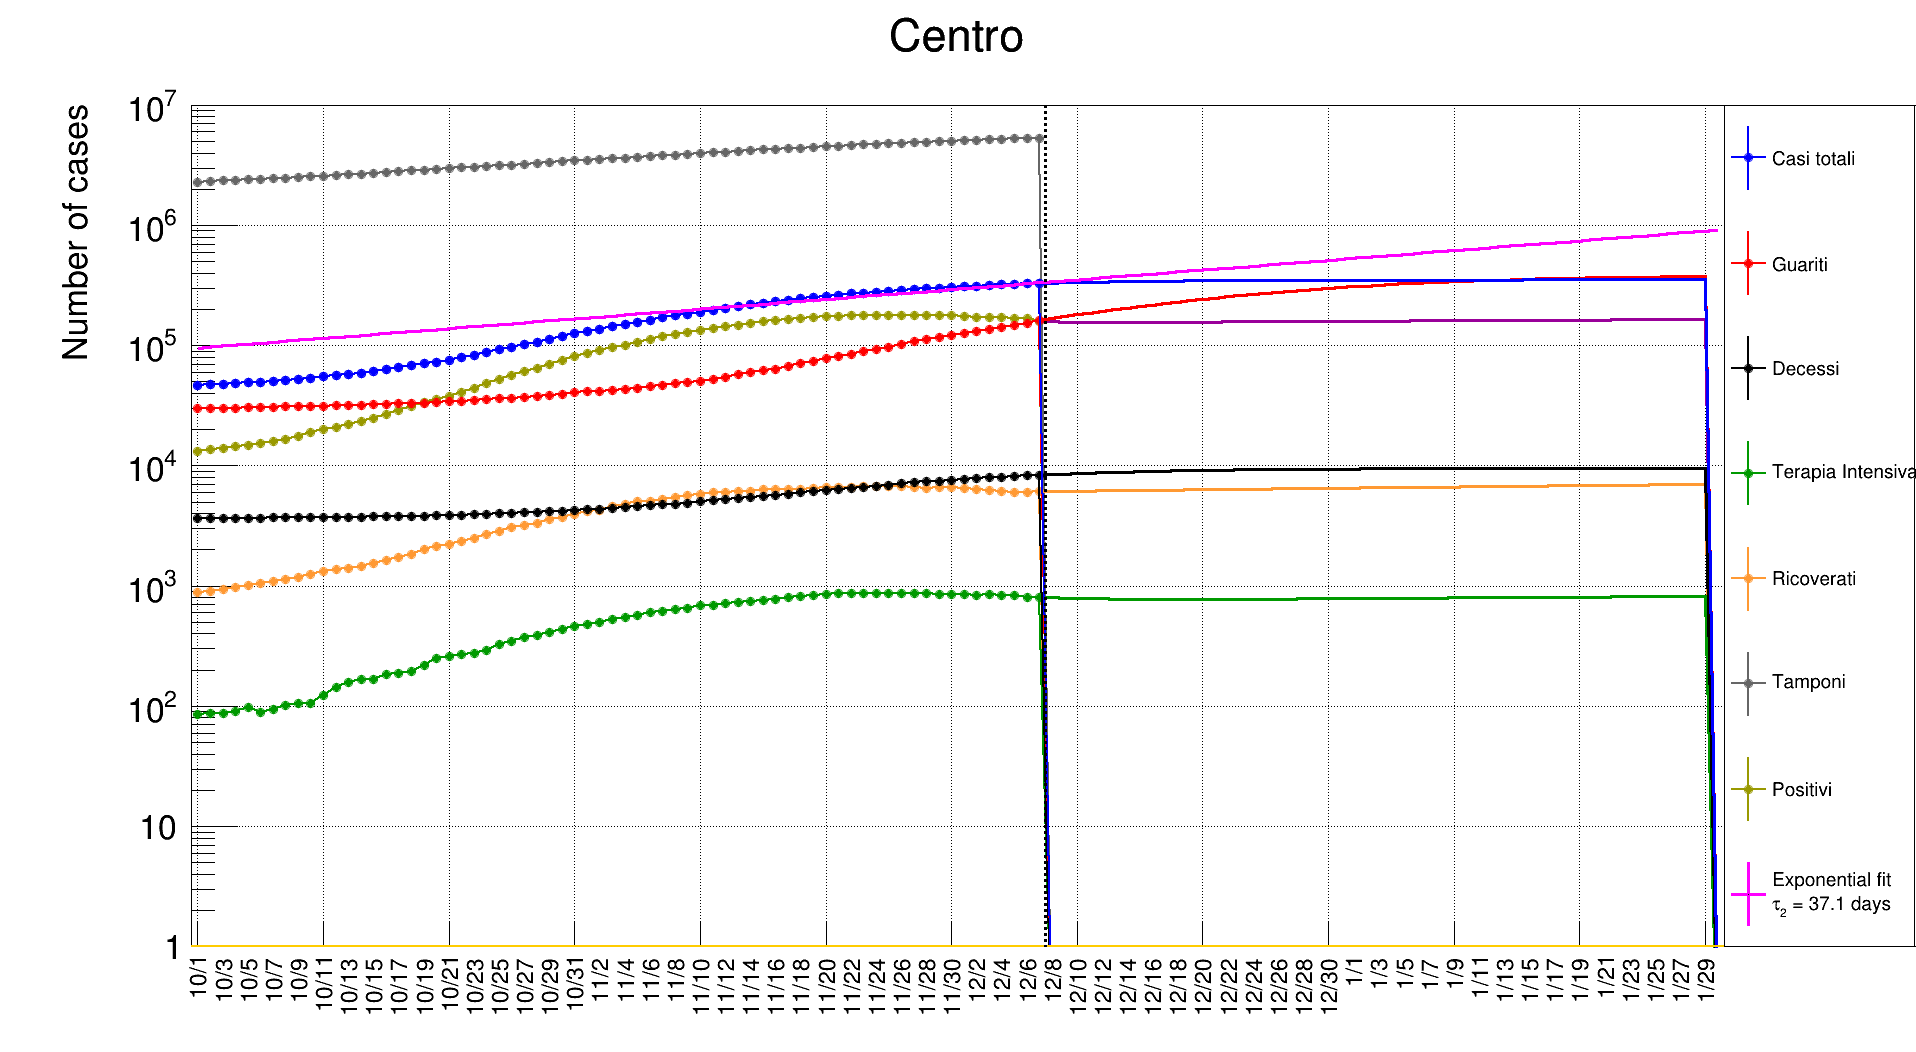 Centro
Number of cases
10^7
10^6
10^5
10^4
10^3
10^2
10
1
10/1 10/3 10/5 10/7 10/9 10/11 10/13 10/15 10/17 10/19 10/21 10/23 10/25 10/27 10/29 10/31 11/2 11/4 11/6 11/8 11/10 11/12 11/14 11/16 11/18 11/20 11/22 11/24 11/26 11/28 11/30 12/2 12/4 12/6 12/8 12/10 12/12 12/14 12/16 12/18 12/20 12/22 12/24 12/26 12/28 12/30 1/1 1/3 1/5 1/7 1/9 1/11 1/13 1/15 1/17 1/19 1/21 1/23 1/25 1/27 1/29
Casi totali
Guariti
Decessi
Terapia Intensiva
Ricoverati
Tamponi
Positivi
Exponential fit
τ₂ = 37.1 days